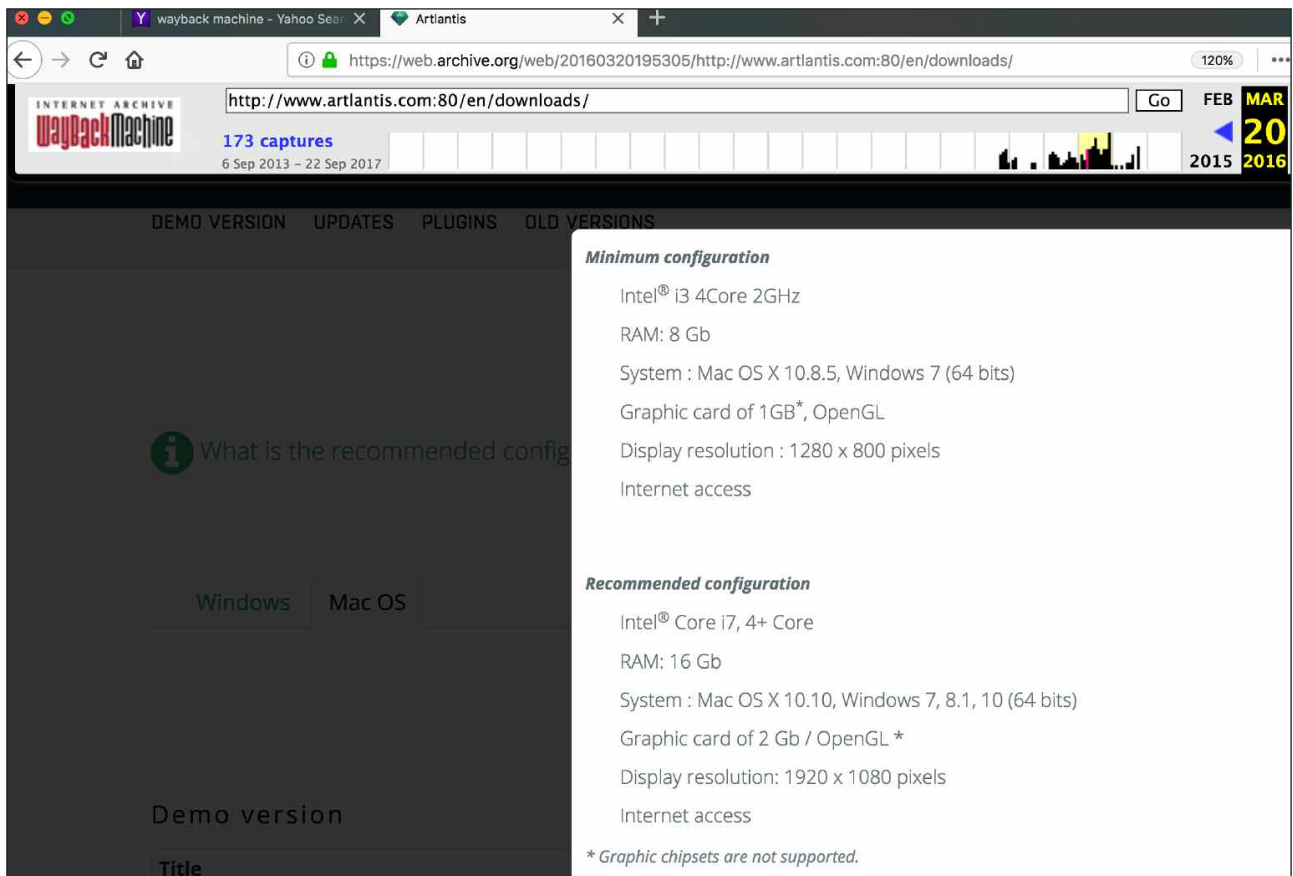 wayback machine - Yahoo Sear
Artlantis
https://web.archive.org/web/20160320195305/http://www.artlantis.com:80/en/downloads/
120%
INTERNET ARCHIVE
WayBackMachine
http://www.artlantis.com:80/en/downloads/
Go
FEB
MAR
173 captures
20
6 Sep 2013 – 22 Sep 2017
2015
2016
DEMO VERSION UPDATES PLUGINS OLD VERSIONS
Minimum configuration
Intel® i3 4Core 2GHz
RAM: 8 Gb
System : Mac OS X 10.8.5, Windows 7 (64 bits)
Graphic card of 1GB*, OpenGL
What is the recommended config
Display resolution : 1280 x 800 pixels
Internet access
Recommended configuration
Windows Mac OS
Intel® Core i7, 4+ Core
RAM: 16 Gb
System : Mac OS X 10.10, Windows 7, 8.1, 10 (64 bits)
Graphic card of 2 Gb / OpenGL *
Display resolution: 1920 x 1080 pixels
Demo version
Internet access
* Graphic chipsets are not supported.
Title